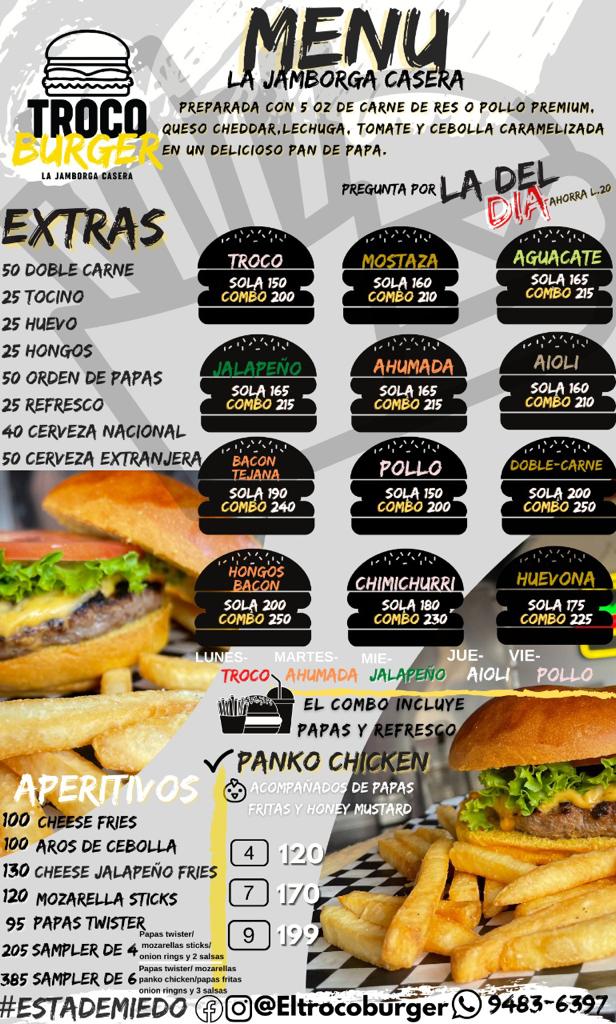 MENU
LA JAMBORGA CASERA
TROCO
BURGER
LA JAMBORGA CASERA
PREPARADA CON 5 OZ DE CARNE DE RES O POLLO PREMIUM,
QUESO CHEDDAR,LECHUGA, TOMATE Y CEBOLLA CARAMELIZADA
EN UN DELICIOSO PAN DE PAPA.
PREGUNTA POR LA DEL
DIA AHORRA L.20
EXTRAS
50 DOBLE CARNE
25 TOCINO
25 HUEVO
25 HONGOS
50 ORDEN DE PAPAS
25 REFRESCO
40 CERVEZA NACIONAL
50 CERVEZA EXTRANJERA
TROCO
SOLA 150
COMBO 200
MOSTAZA
SOLA 160
COMBO 210
AGUACATE
SOLA 165
COMBO 215
JALAPEÑO
SOLA 165
COMBO 215
AHUMADA
SOLA 165
COMBO 215
AIOLI
SOLA 160
COMBO 210
BACON
TEJANA
SOLA 190
COMBO 240
POLLO
SOLA 150
COMBO 200
DOBLE-CARNE
SOLA 200
COMBO 250
HONGOS
BACON
SOLA 200
COMBO 250
CHIMICHURRI
SOLA 180
COMBO 230
HUEVONA
SOLA 175
COMBO 225
LUNES- MARTES- MIE- JUE- VIE-
TROCO AHUMADA JALAPEÑO AIOLI POLLO
EL COMBO INCLUYE
PAPAS Y REFRESCO
PANKO CHICKEN
ACOMPAÑADOS DE PAPAS
FRITAS Y HONEY MUSTARD
4 120
7 170
9 199
APERITIVOS
100 CHEESE FRIES
100 AROS DE CEBOLLA
130 CHEESE JALAPEÑO FRIES
120 MOZARELLA STICKS
95 PAPAS TWISTER
205 SAMPLER DE 4
Papas twister/
mozarellas sticks/
onion rings y 2 salsas
385 SAMPLER DE 6
Papas twister/ mozarellas
panko chicken/papas fritas
onion riongs y 3 salsas
#ESTADEMIEDO @Eltrocoburger 9483-6397